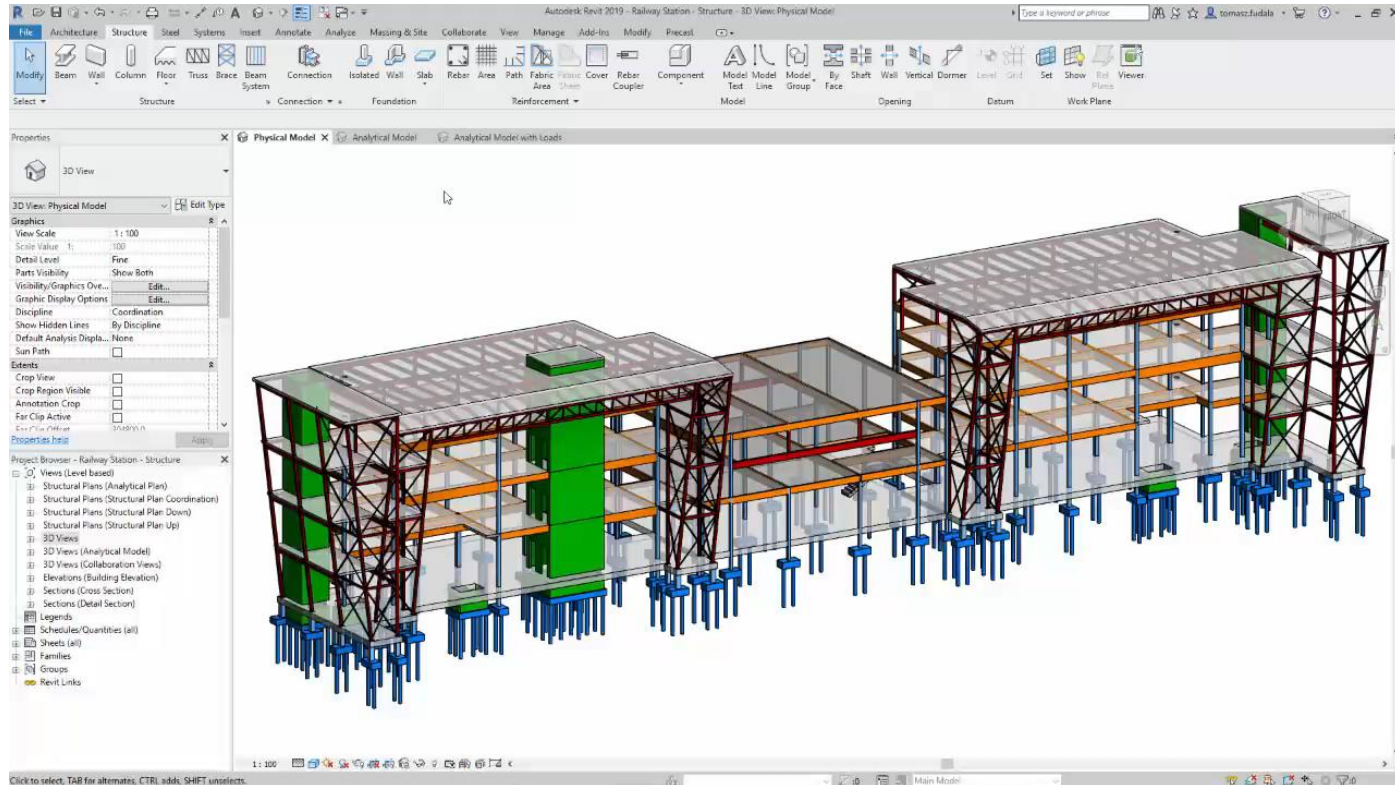 Autodesk Revit 2019 - Railway Station - Structure - 3D View: Physical Model
Type a keyword or phrase
tomasz.fudala
File Architecture Structure Steel Systems Insert Annotate Analyze Massing & Site Collaborate View Manage Add-Ins Modify Precast
Modify Beam Wall Column Floor Truss Brace Beam System Connection Isolated Wall Slab Rebar Area Path Fabric Area Fabric Sheet Cover Rebar Coupler Component Model Text Model Line Model Group By Face Shaft Wall Vertical Dormer Level Grid Set Show Ref Plane Viewer
Select Structure Connection Foundation Reinforcement Model Opening Datum Work Plane
Properties
Physical Model Analytical Model Analytical Model with Loads
3D View
3D View: Physical Model Edit Type
Graphics
View Scale 1 : 100
Scale Value 1: 100
Detail Level Fine
Parts Visibility Show Both
Visibility/Graphics Ove... Edit...
Graphic Display Options Edit...
Discipline Coordination
Show Hidden Lines By Discipline
Default Analysis Displa... None
Sun Path
Extents
Crop View
Crop Region Visible
Annotation Crop
Far Clip Active
Far Clip Offset 304800.0
Properties help Apply
Project Browser - Railway Station - Structure
Views (Level based)
Structural Plans (Analytical Plan)
Structural Plans (Structural Plan Coordination)
Structural Plans (Structural Plan Down)
Structural Plans (Structural Plan Up)
3D Views
3D Views (Analytical Model)
3D Views (Collaboration Views)
Elevations (Building Elevation)
Sections (Cross Section)
Sections (Detail Section)
Legends
Schedules/Quantities (all)
Sheets (all)
Families
Groups
Revit Links
1 : 100
Click to select, TAB for alternates, CTRL adds, SHIFT unselects.
:0 Main Model :0